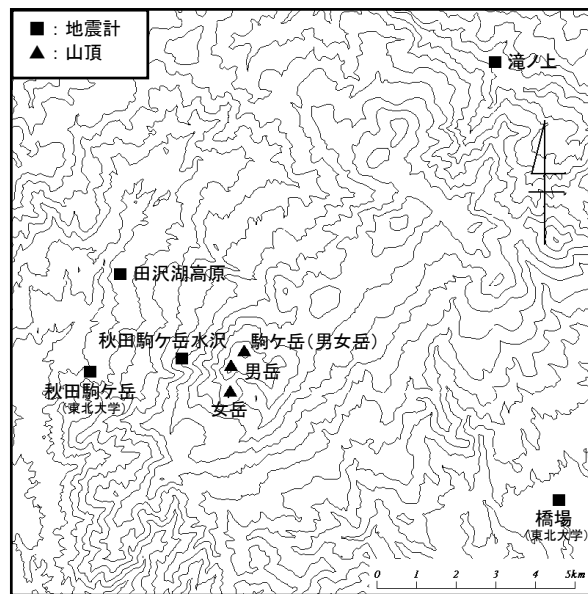 ■：地震計
▲：山頂
滝ノ上
田沢湖高原
秋田駒ケ岳水沢
駒ケ岳（男女岳）
男岳
秋田駒ケ岳
（東北大学）
女岳
橋場
（東北大学）
0 1 2 3 4 5km